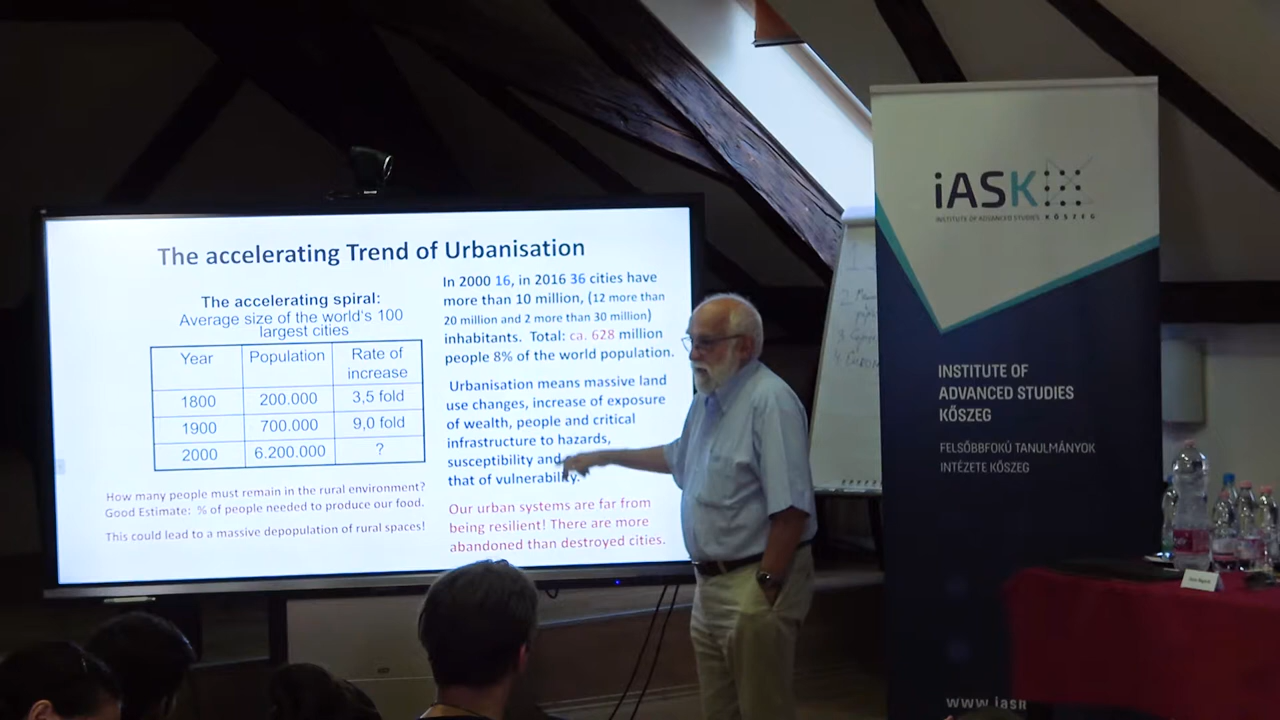 The accelerating Trend of Urbanisation
The accelerating spiral:
Average size of the world's 100
largest cities
Year Population Rate of increase
1800 200.000 3,5 fold
1900 700.000 9,0 fold
2000 6.200.000 ?
How many people must remain in the rural environment?
Good Estimate: % of people needed to produce our food.
This could lead to a massive depopulation of rural spaces!
In 2000 16, in 2016 36 cities have
more than 10 million, (12 more than
20 million and 2 more than 30 million)
inhabitants. Total: ca. 628 million
people 8% of the world population.
Urbanisation means massive land
use changes, increase of exposure
of wealth, people and critical
infrastructure to hazards,
susceptibility and
that of vulnerability.
Our urban systems are far from
being resilient! There are more
abandoned than destroyed cities.
iASK
INSTITUTE OF ADVANCED STUDIES KŐSZEG
INSTITUTE OF
ADVANCED STUDIES
KŐSZEG
FELSŐBBFOKÚ TANULMÁNYOK
INTÉZETE KŐSZEG
www.iask